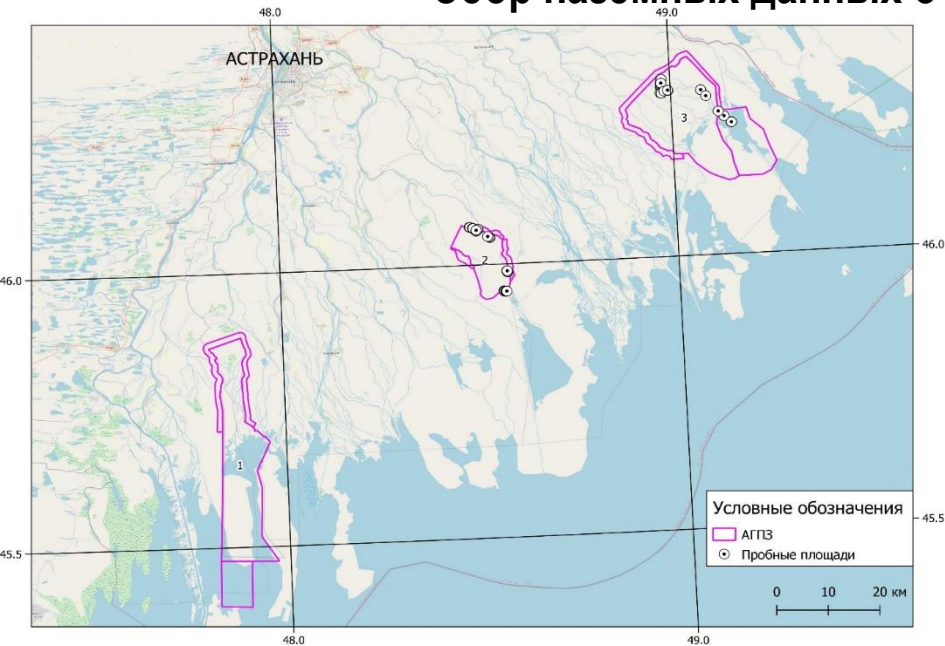 48.0
49.0
АСТРАХАНЬ
3
2
46.0
46.0
1
Условные обозначения
АГПЗ
Пробные площади
45.5
45.5
0 10 20 км
48.0
49.0